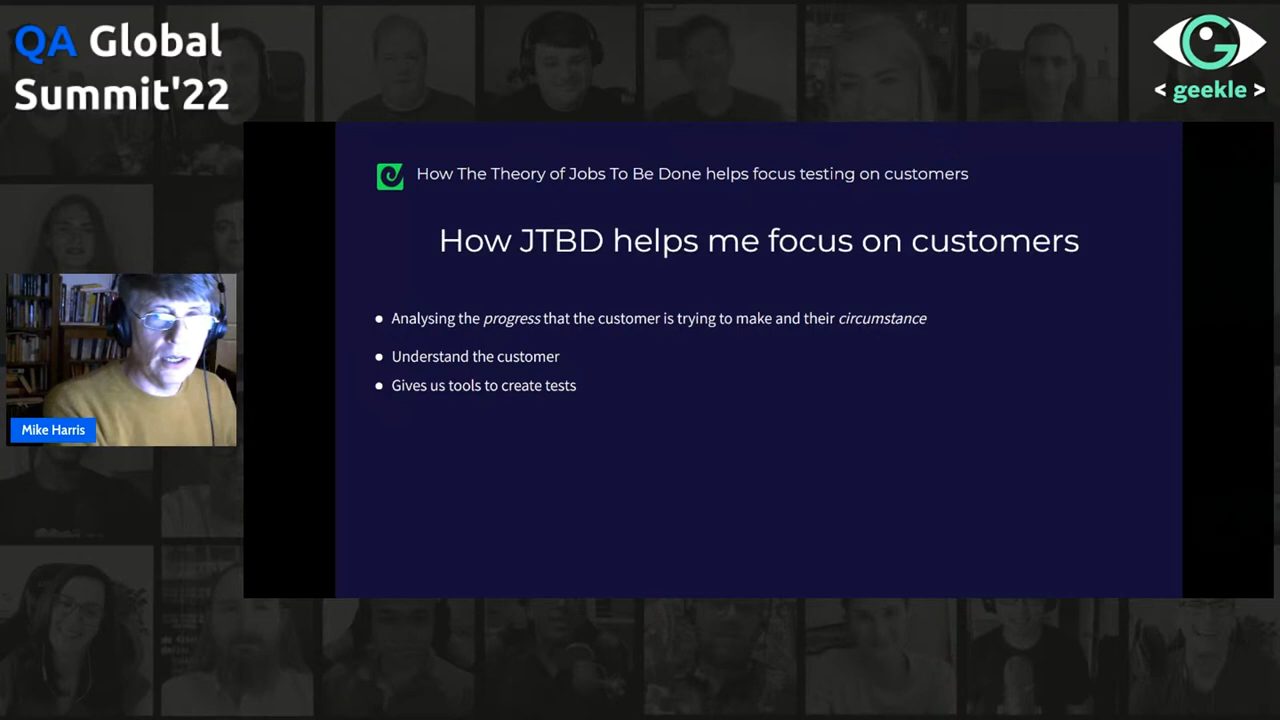 QA Global
Summit'22
< geekle >
How The Theory of Jobs To Be Done helps focus testing on customers
How JTBD helps me focus on customers
• Analysing the progress that the customer is trying to make and their circumstance
• Understand the customer
• Gives us tools to create tests
Mike Harris